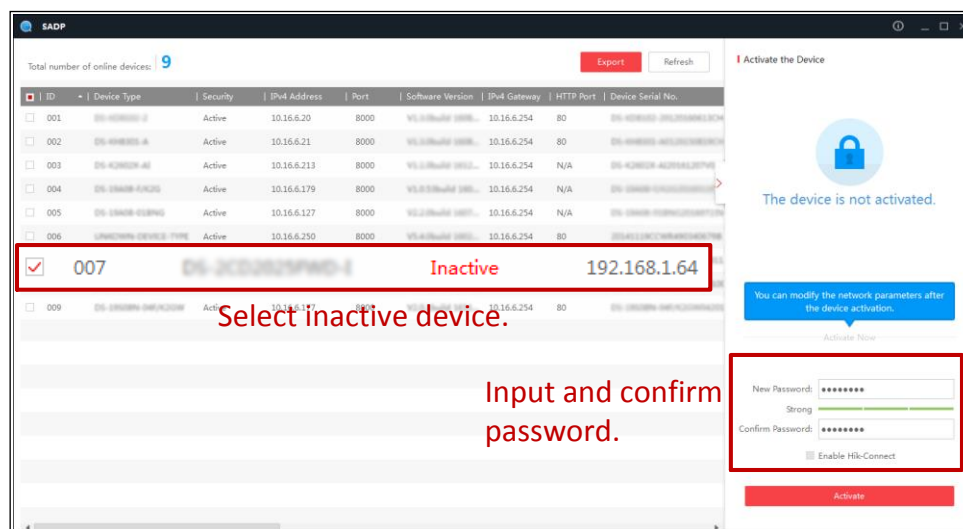 SADP
Total number of online devices: 9
Export
Refresh
ID | Device Type | Security | IPv4 Address | Port | Software Version | IPv4 Gateway | HTTP Port | Device Serial No.
001 Active 10.16.6.20 8000 10.16.6.254 80
002 Active 10.16.6.21 8000 10.16.6.254 80
003 Active 10.16.6.213 8000 10.16.6.254 N/A
004 Active 10.16.6.179 8000 10.16.6.254 N/A
005 Active 10.16.6.127 8000 10.16.6.254 N/A
006 Active 10.16.6.250 8000 10.16.6.254 80
007 Inactive 192.168.1.64
009 10.16.6.254 80
Select inactive device.
Input and confirm
password.
Activate the Device
The device is not activated.
You can modify the network parameters after
the device activation.
Activate Now
New Password: ●●●●●●●●
Strong
Confirm Password: ●●●●●●●●
Enable Hik-Connect
Activate